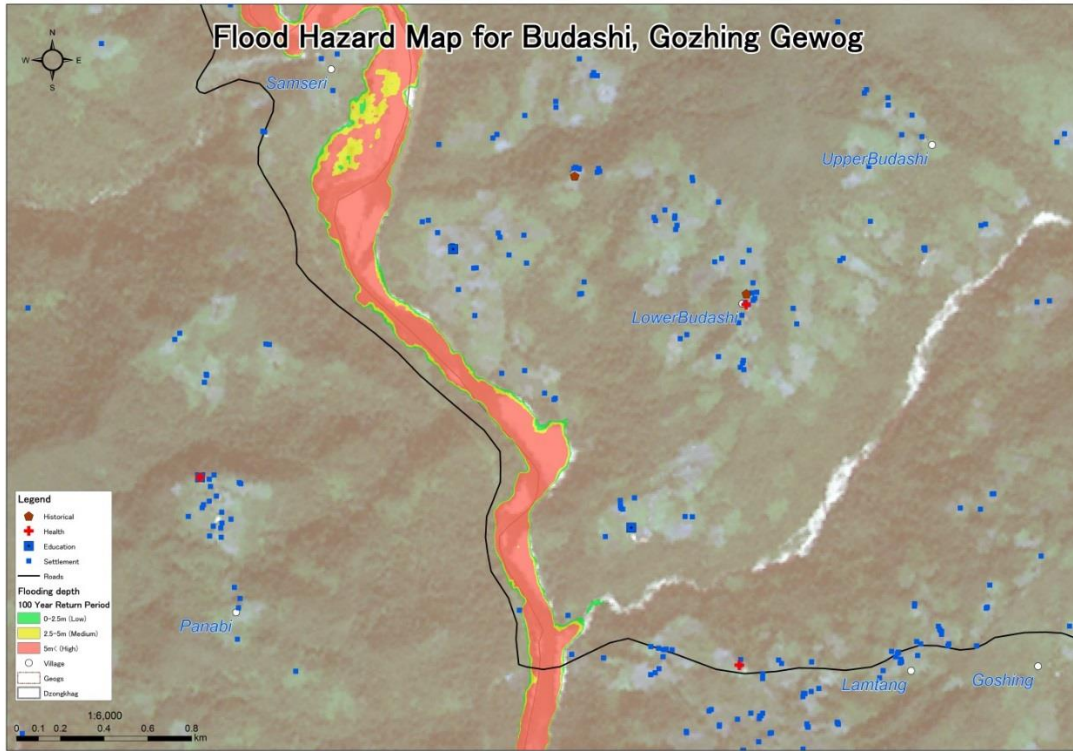 Flood Hazard Map for Budashi, Gozhing Gewog
N
W E
S
Samseri
UpperBudashi
LowerBudashi
Panabi
Lamtang
Goshing
Legend
Historical
Health
Education
Settlement
Roads
Flooding depth
100 Year Return Period
0-2.5m (Low)
2.5-5m (Medium)
5m< (High)
Village
Geogs
Dzongkhag
1:6,000
0 0.1 0.2 0.4 0.6 0.8
km